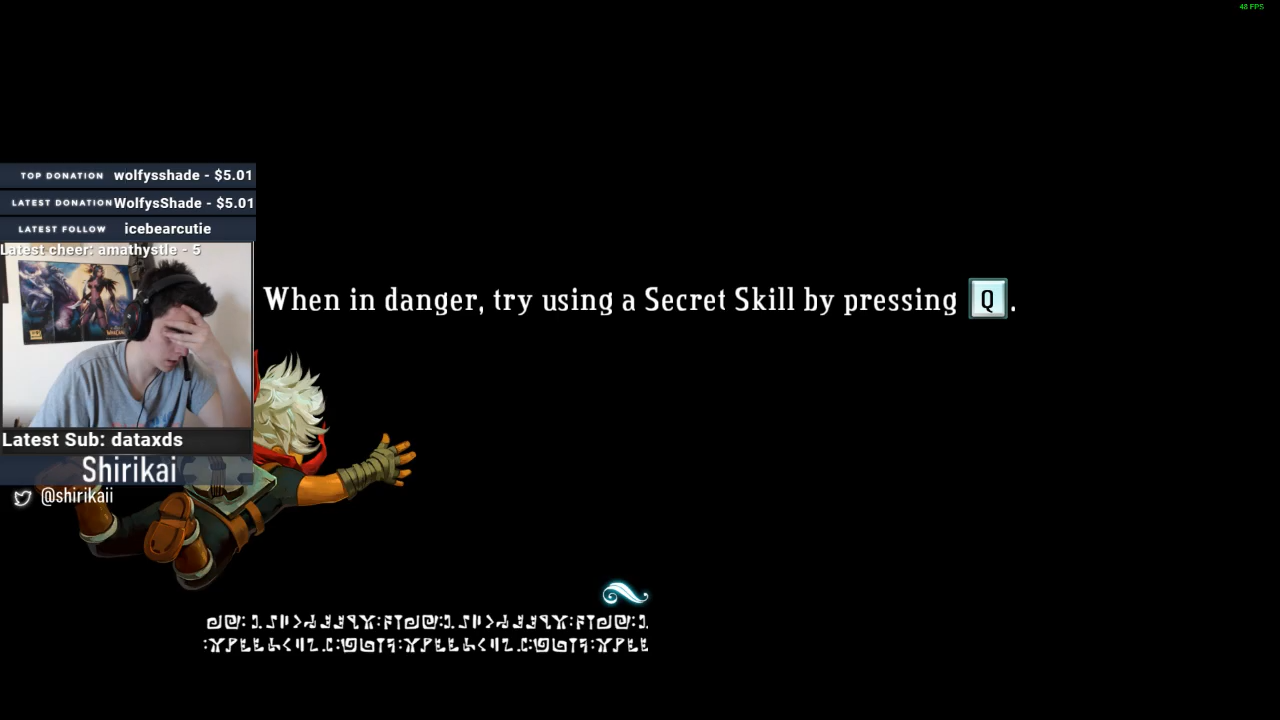 48 FPS
TOP DONATION wolfysshade - $5.01
LATEST DONATION WolfysShade - $5.01
LATEST FOLLOW icebearcutie
Latest cheer: amathystle - 5
When in danger, try using a Secret Skill by pressing Q.
Latest Sub: dataxds
Shirikai
@shirikaii